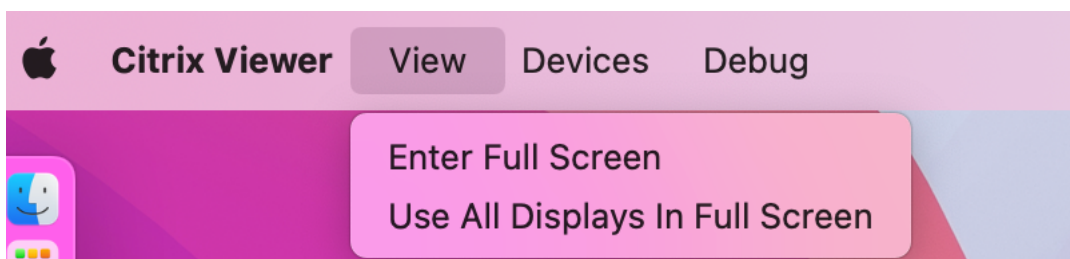 Citrix Viewer View Devices Debug
Enter Full Screen
Use All Displays In Full Screen